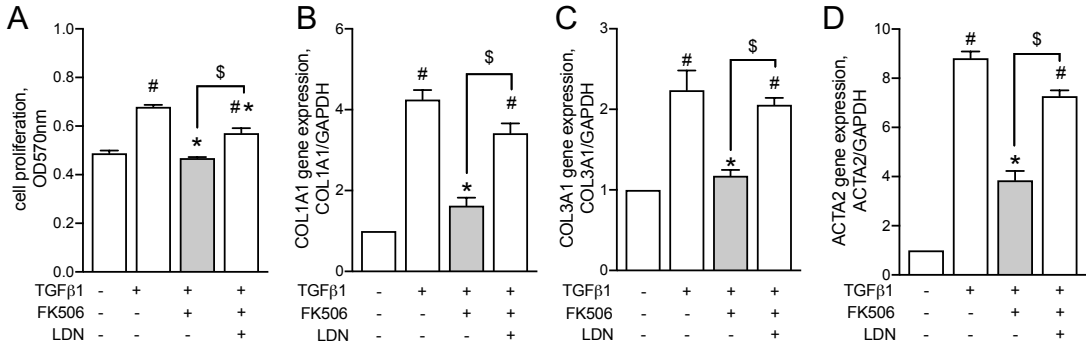 A
cell proliferation,
OD570nm
1.0
0.8
0.6
0.4
0.2
0.0
#
*
# *
$
TGFβ1 - + + +
FK506 - - + +
LDN - - - +
B
COL1A1 gene expression,
COL1A1/GAPDH
6
4
2
0
#
*
#
$
TGFβ1 - + + +
FK506 - - + +
LDN - - - +
C
COL3A1 gene expression,
COL3A1/GAPDH
3
2
1
0
#
*
#
$
TGFβ1 - + + +
FK506 - - + +
LDN - - - +
D
ACTA2 gene expression,
ACTA2/GAPDH
10
8
6
4
2
0
#
*
#
$
TGFβ1 - + + +
FK506 - - + +
LDN - - - +